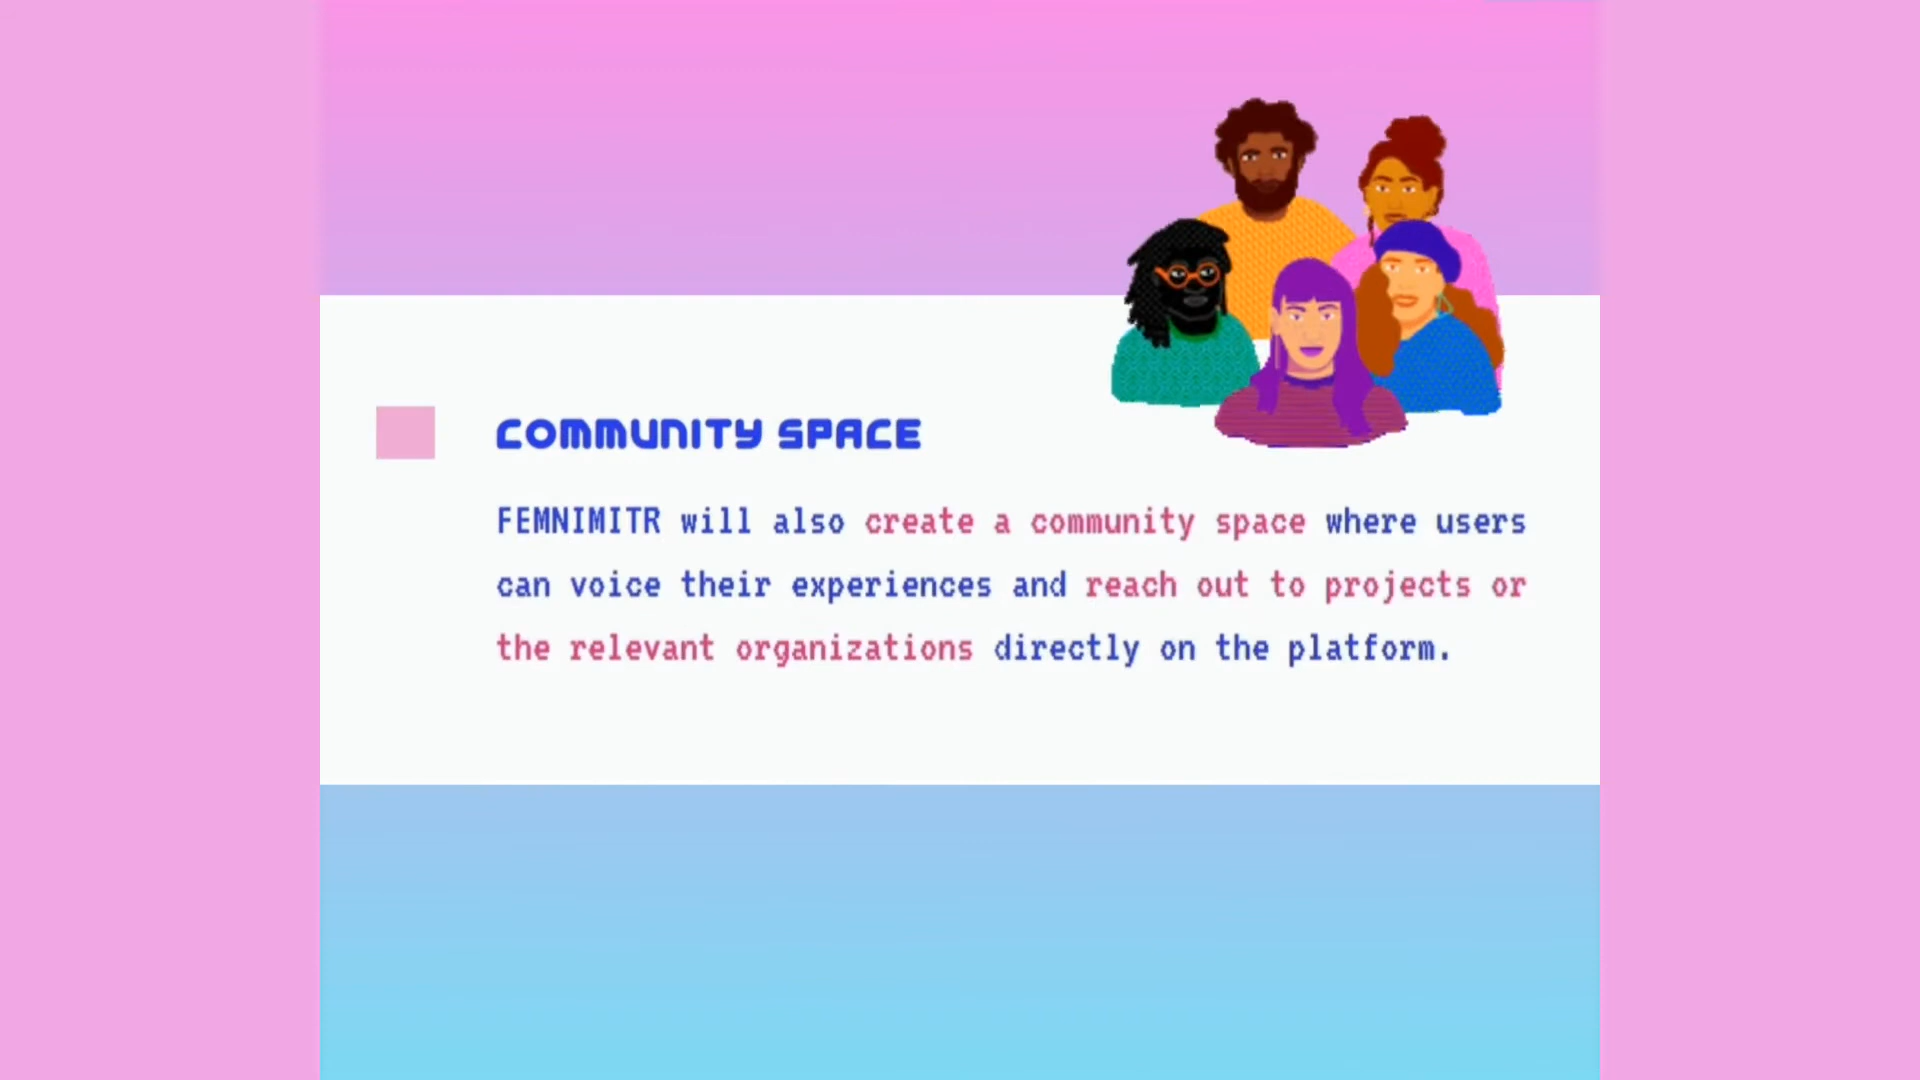 COMMUNITY SPACE
FEMNIMITR will also create a community space where users
can voice their experiences and reach out to projects or
the relevant organizations directly on the platform.